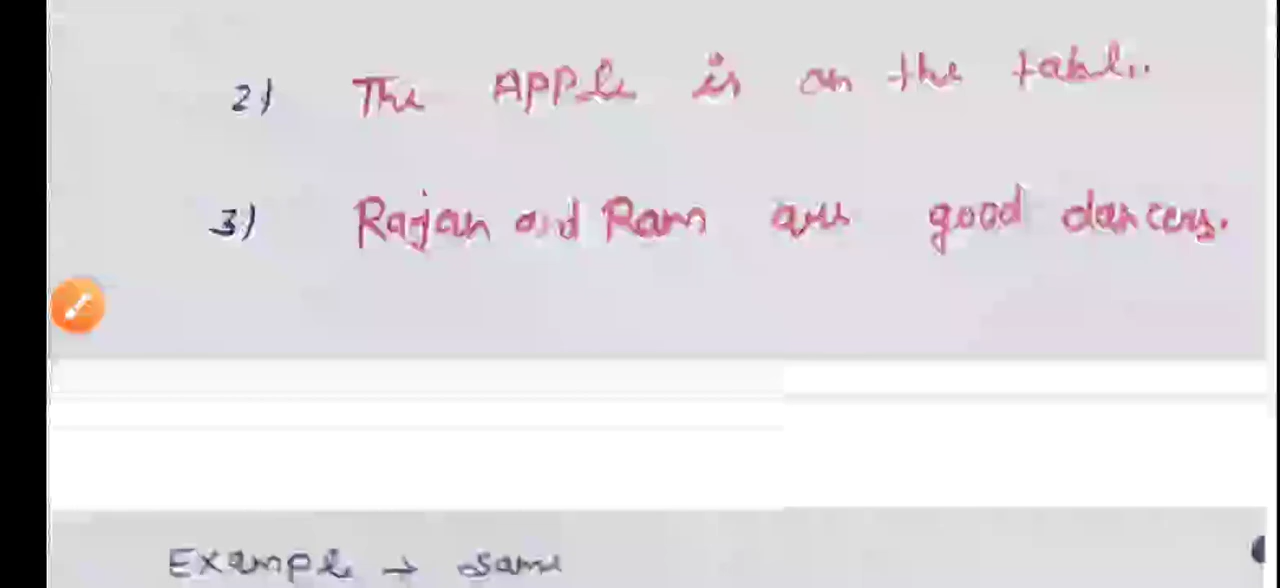 2) The Apple is on the table.
3) Rajan and Ram are good dancers.
Example → same